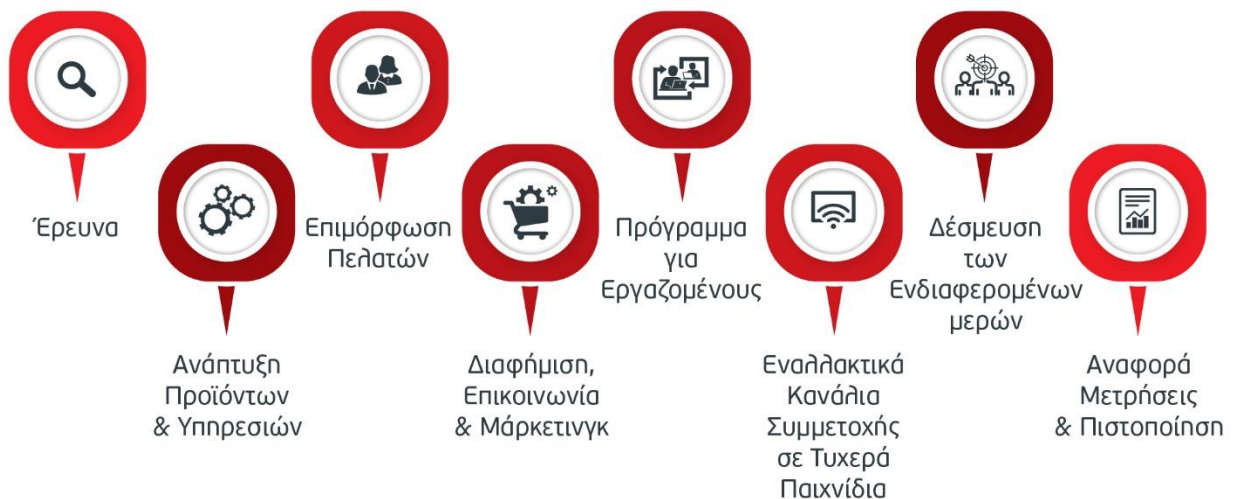 Έρευνα
Ανάπτυξη
Προϊόντων
& Υπηρεσιών
Επιμόρφωση
Πελατών
Διαφήμιση,
Επικοινωνία
& Μάρκετινγκ
Πρόγραμμα
για
Εργαζομένους
Εναλλακτικά
Κανάλια
Συμμετοχής
σε Τυχερά
Παιχνίδια
Δέσμευση
των
Ενδιαφερομένων
μερών
Αναφορά
Μετρήσεις
& Πιστοποίηση